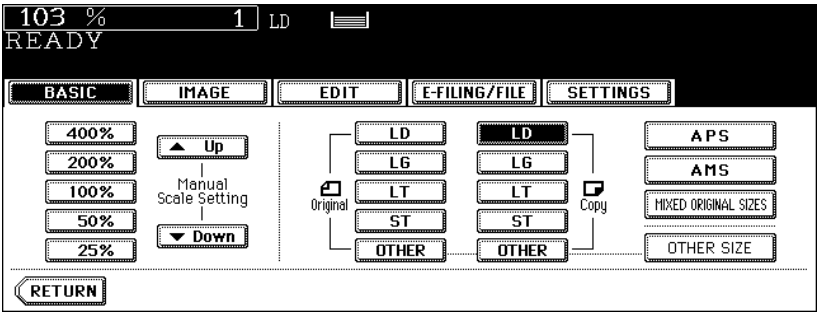 103 % 1 LD
READY
BASIC IMAGE EDIT E-FILING/FILE SETTINGS
400% Up LD LD APS
200% LG LG AMS
100% Manual Scale Setting Original LT LT Copy MIXED ORIGINAL SIZES
50% ST ST
25% Down OTHER OTHER OTHER SIZE
RETURN